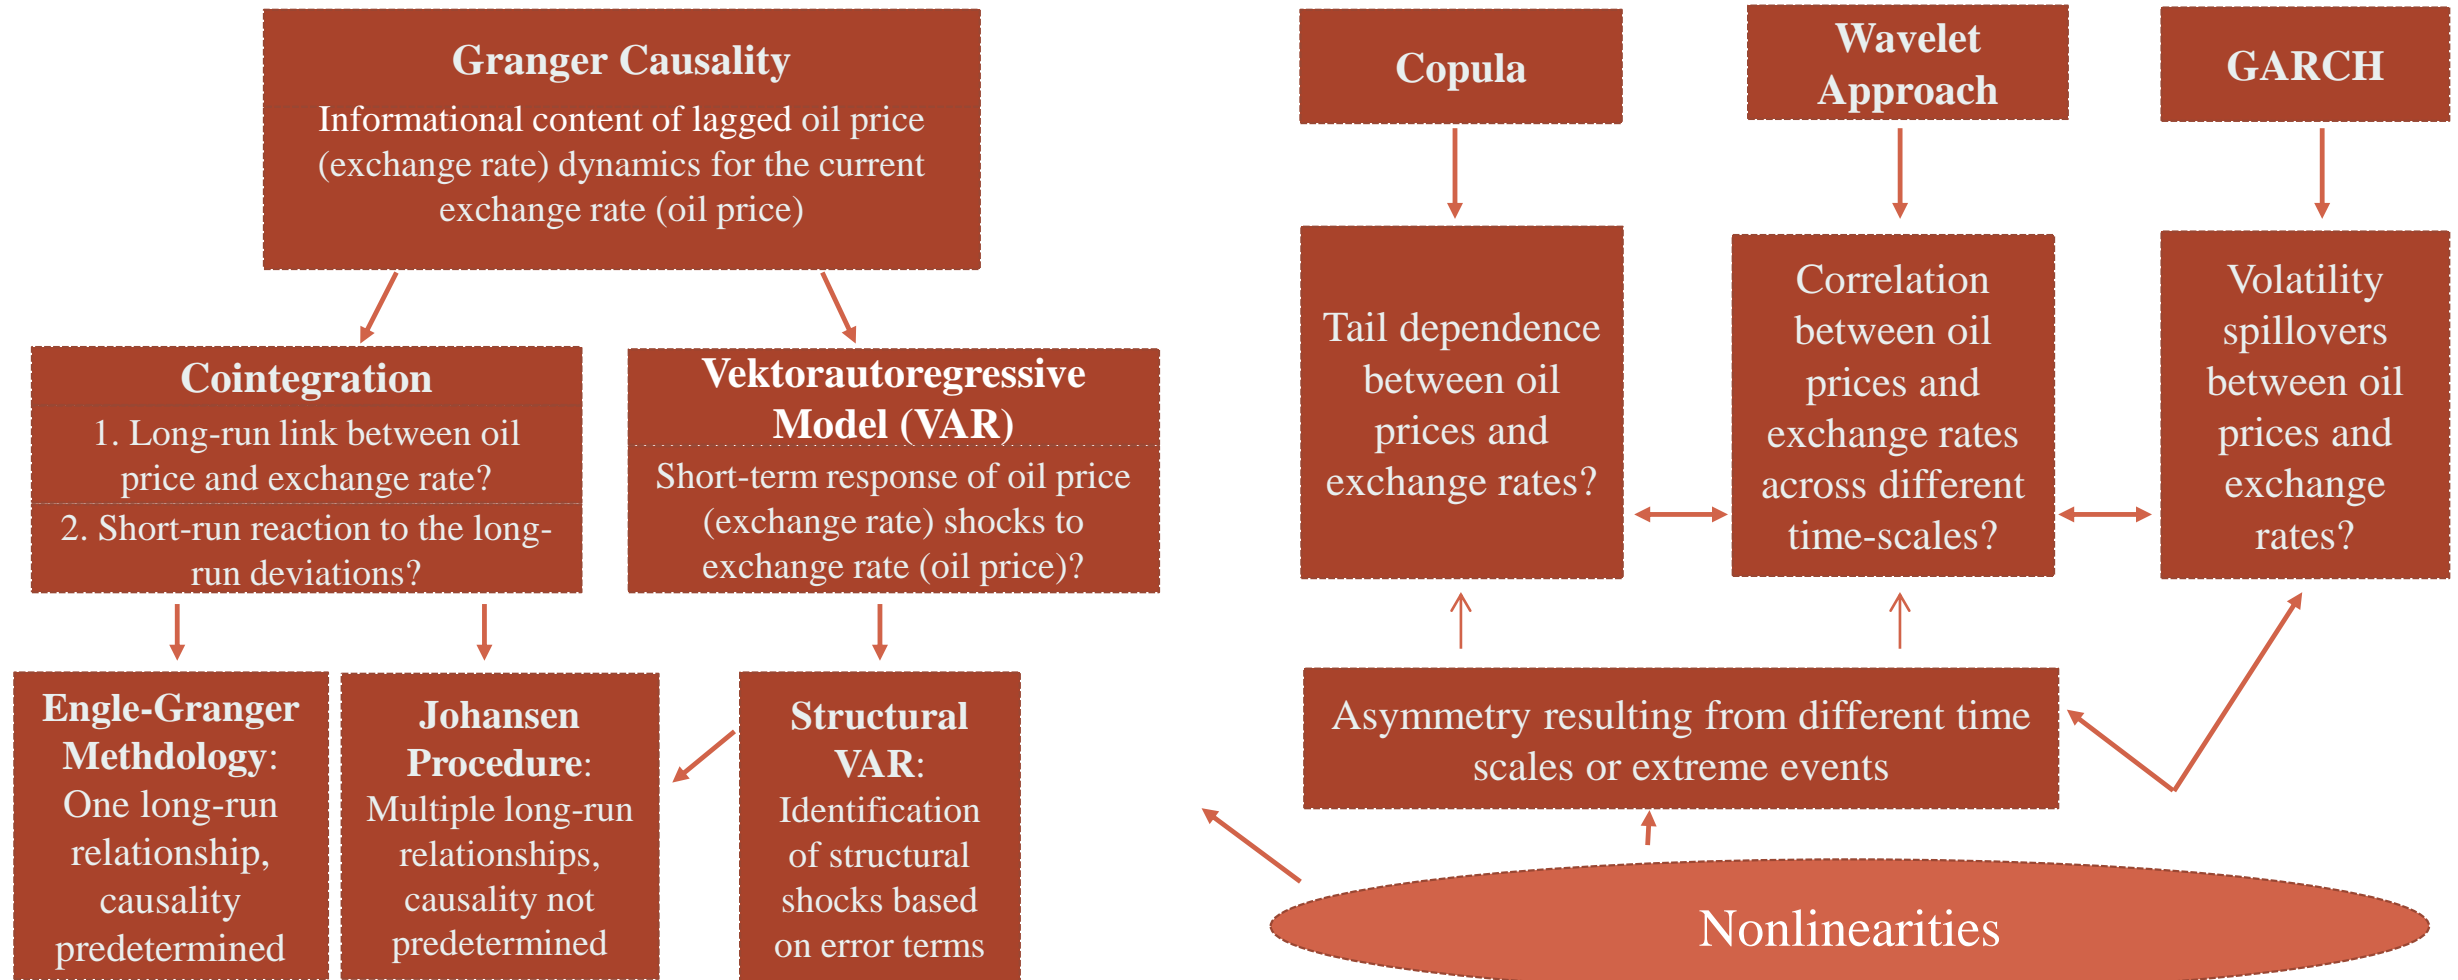 Granger Causality
Informational content of lagged oil price
(exchange rate) dynamics for the current
exchange rate (oil price)
Cointegration
1. Long-run link between oil
price and exchange rate?
2. Short-run reaction to the long-
run deviations?
Vektorautoregressive
Model (VAR)
Short-term response of oil price
(exchange rate) shocks to
exchange rate (oil price)?
Engle-Granger
Methdology:
One long-run
relationship,
causality
predetermined
Johansen
Procedure:
Multiple long-run
relationships,
causality not
predetermined
Structural
VAR:
Identification
of structural
shocks based
on error terms
Copula
Wavelet
Approach
GARCH
Tail dependence
between oil
prices and
exchange rates?
Correlation
between oil
prices and
exchange rates
across different
time-scales?
Volatility
spillovers
between oil
prices and
exchange
rates?
Asymmetry resulting from different time
scales or extreme events
Nonlinearities